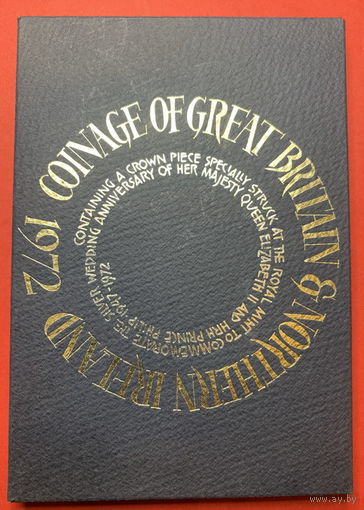 COINAGE OF GREAT BRITAIN & NORTHERN IRELAND 1972
CONTAINING A CROWN PIECE SPECIALLY STRUCK AT THE ROYAL MINT TO COMMEMORATE THE SILVER WEDDING ANNIVERSARY OF HER MAJESTY QUEEN ELIZABETH II AND HRH PRINCE PHILIP 1947-1972
www.ay.by